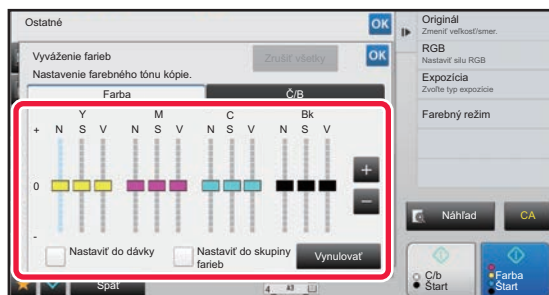 Ostatné
OK
Vyváženie farieb
Zrušiť všetky
OK
Nastavenie farebného tónu kópie.
Farba
Č/B
Y
M
C
Bk
+
N S V
N S V
N S V
N S V
0
-
+
−
Nastaviť do dávky
Nastaviť do skupiny
farieb
Vynulovať
Späť
4
A3
Originál
Zmeniť veľkosť/smer.
RGB
Nastaviť silu RGB
Expozícia
Zvoľte typ expozície
Farebný režim
Náhľad
CA
C/b
Štart
Farba
Štart